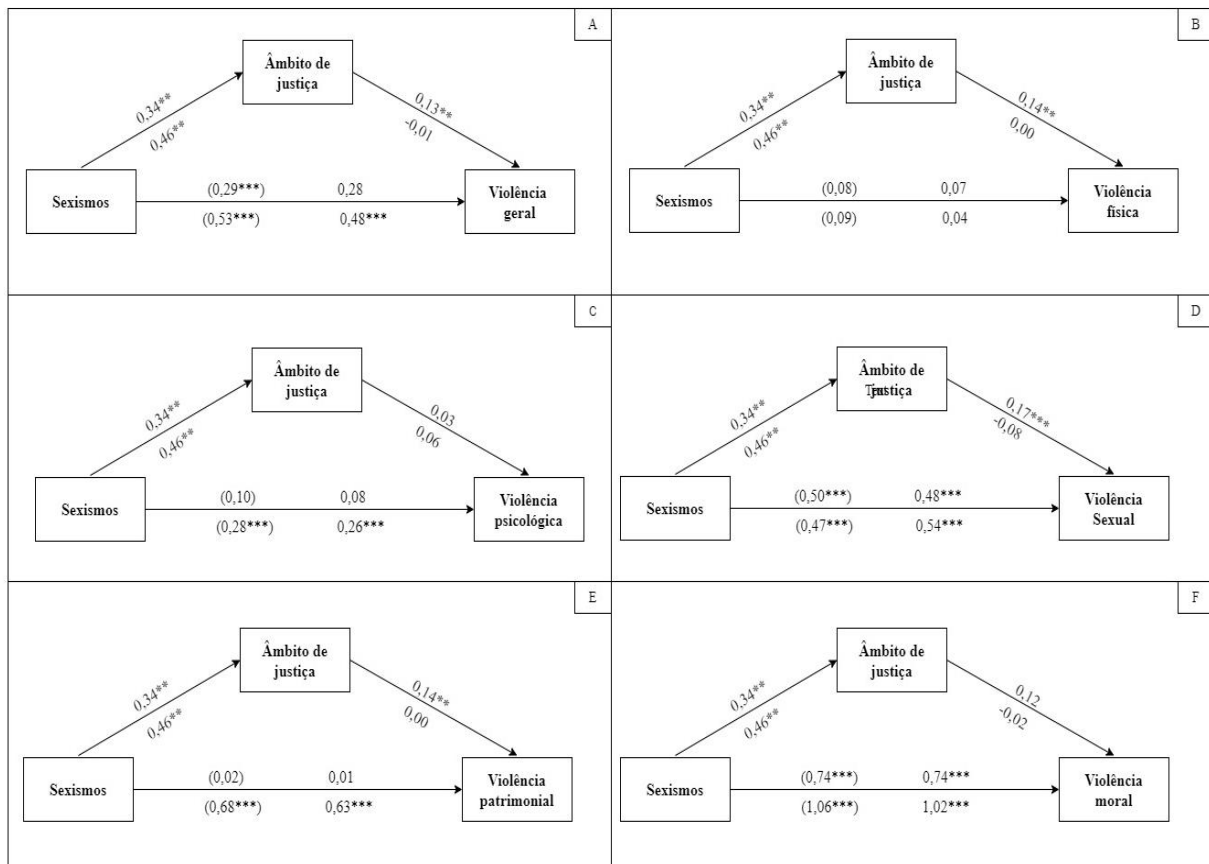 A
Âmbito de
justiça
0,34**
0,46**
0,13**
-0,01
Sexismos
(0,29***) 0,28
(0,53***) 0,48***
Violência
geral
B
Âmbito de
justiça
0,34**
0,46**
0,14**
0,00
Sexismos
(0,08) 0,07
(0,09) 0,04
Violência
física
C
Âmbito de
justiça
0,34**
0,46**
0,03
0,06
Sexismos
(0,10) 0,08
(0,28***) 0,26***
Violência
psicológica
D
Âmbito de
justiça
0,34**
0,46**
0,17***
-0,08
Sexismos
(0,50***) 0,48***
(0,47***) 0,54***
Violência
Sexual
E
Âmbito de
justiça
0,34**
0,46**
0,14**
0,00
Sexismos
(0,02) 0,01
(0,68***) 0,63***
Violência
patrimonial
F
Âmbito de
justiça
0,34**
0,46**
0,12
-0,02
Sexismos
(0,74***) 0,74***
(1,06***) 1,02***
Violência
moral